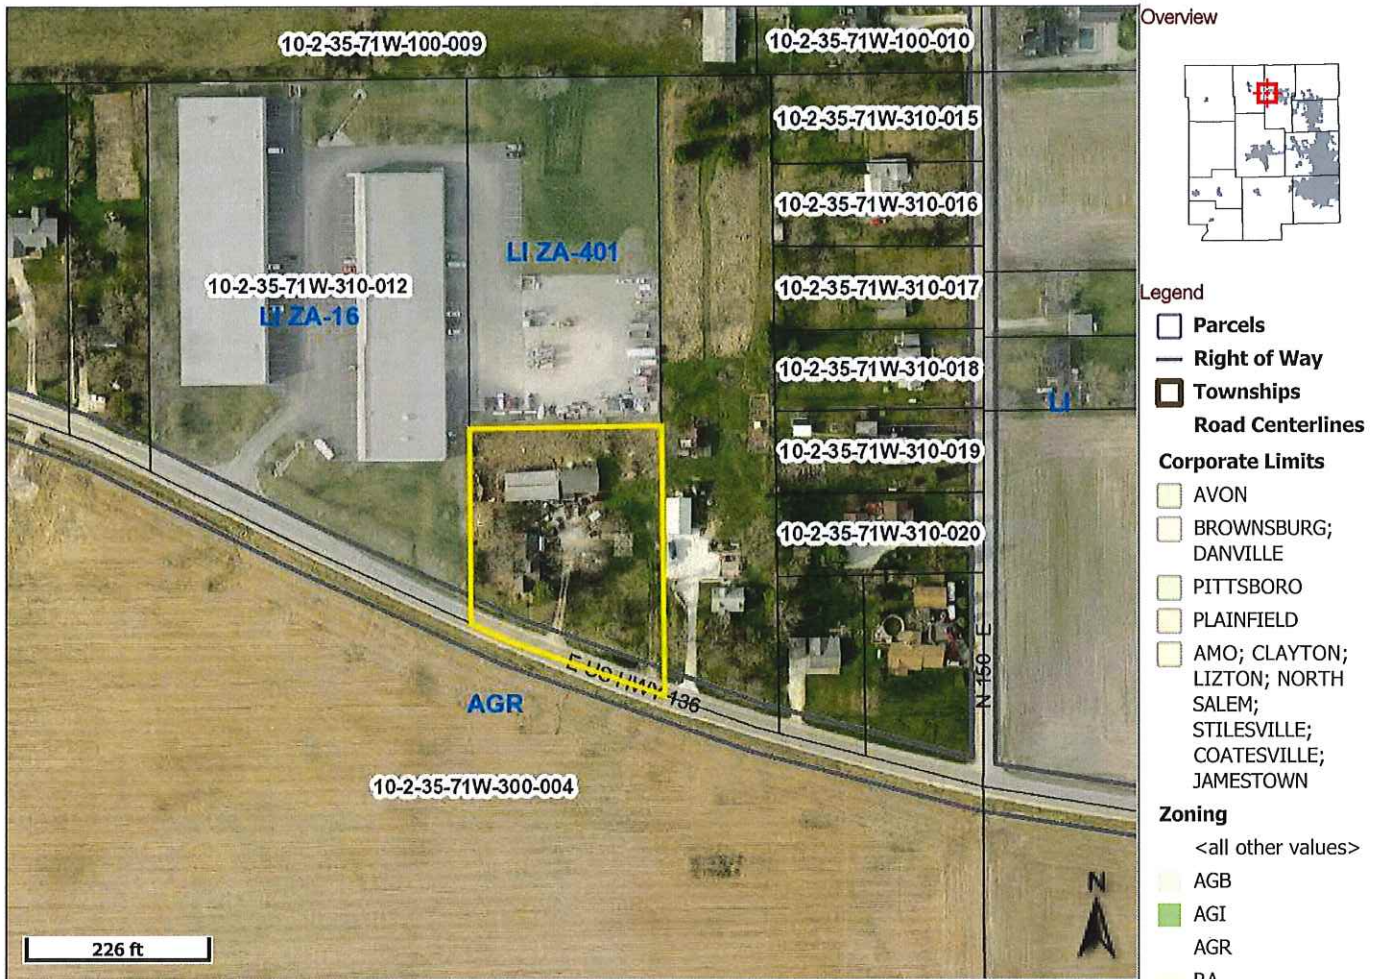 10-2-35-71W-100-009
10-2-35-71W-100-010
10-2-35-71W-310-015
10-2-35-71W-310-016
LI ZA-401
10-2-35-71W-310-012
10-2-35-71W-310-017
LI ZA-16
10-2-35-71W-310-018
LI
10-2-35-71W-310-019
10-2-35-71W-310-020
E US HWY 136
N 150 E
AGR
10-2-35-71W-300-004
N
226 ft
Overview
Legend
Parcels
Right of Way
Townships
Road Centerlines
Corporate Limits
AVON
BROWNSBURG;
DANVILLE
PITTSBORO
PLAINFIELD
AMO; CLAYTON;
LIZTON; NORTH
SALEM;
STILESVILLE;
COATESVILLE;
JAMESTOWN
Zoning
<all other values>
AGB
AGI
AGR